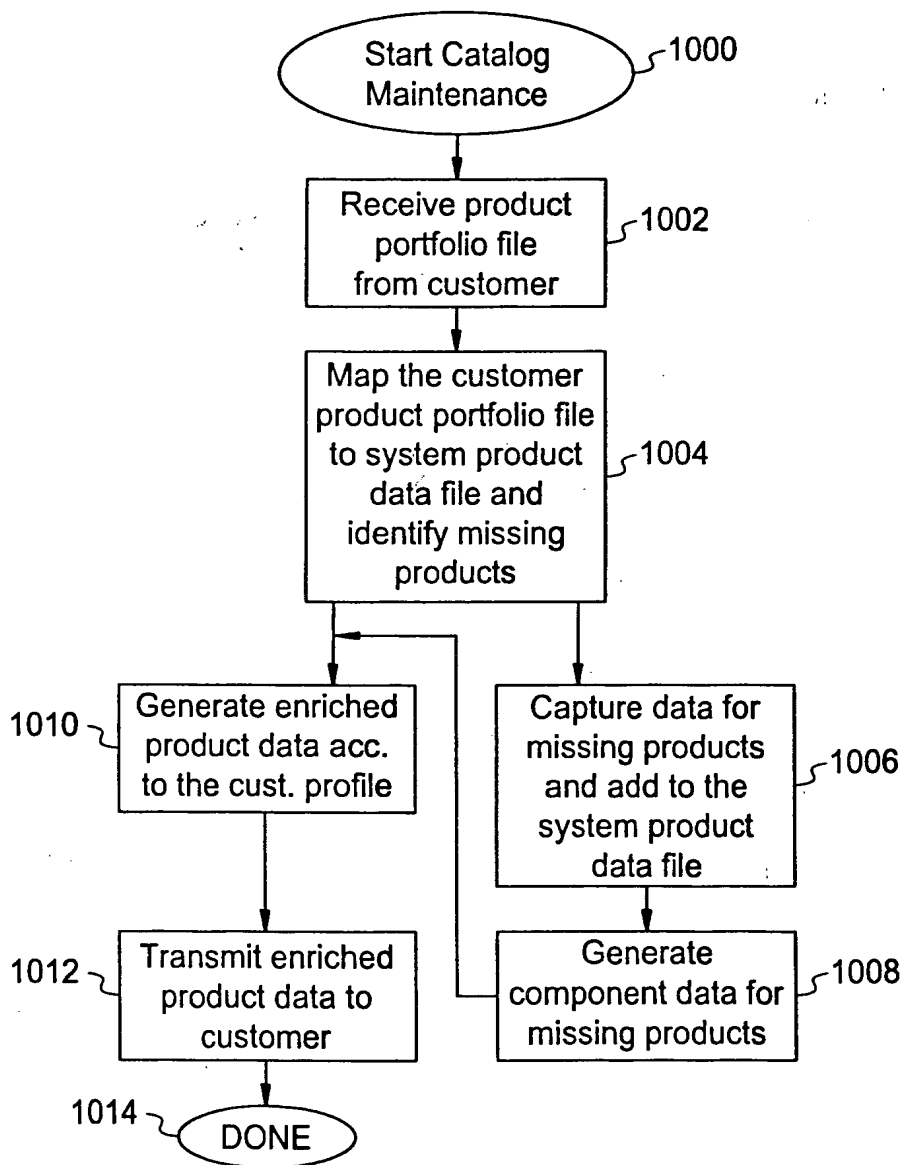 Start Catalog
Maintenance
1000
Receive product
portfolio file
from customer
1002
Map the customer
product portfolio file
to system product
data file and
identify missing
products
1004
1010
Generate enriched
product data acc.
to the cust. profile
Capture data for
missing products
and add to the
system product
data file
1006
1012
Transmit enriched
product data to
customer
Generate
component data for
missing products
1008
1014
DONE